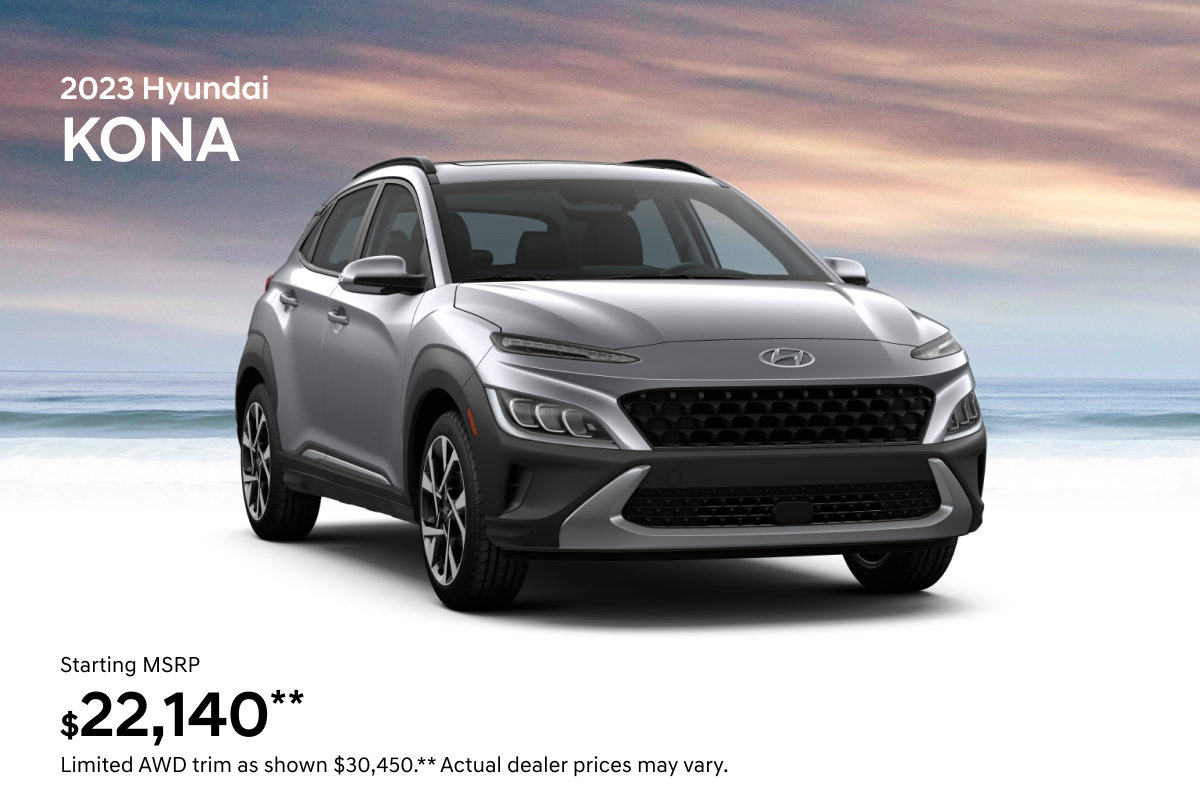 2023 Hyundai
KONA
Starting MSRP
$22,140**
Limited AWD trim as shown $30,450.** Actual dealer prices may vary.